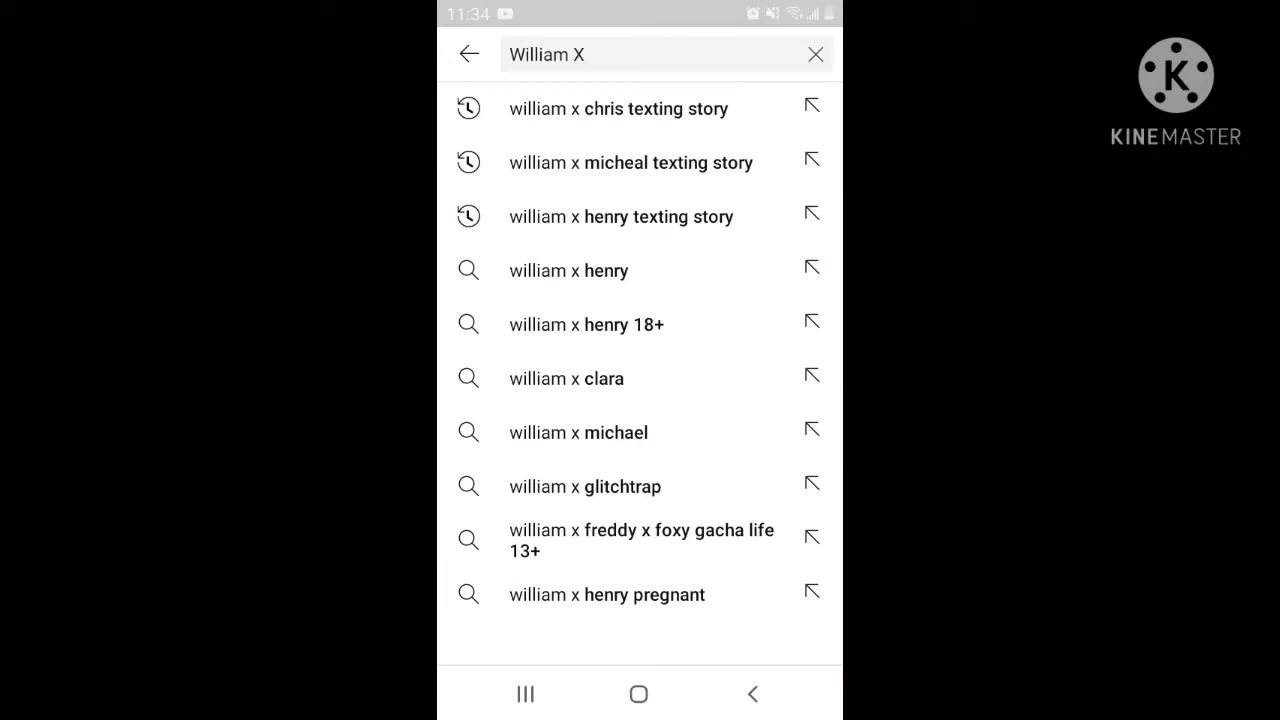 11:34
William X
william x chris texting story
william x micheal texting story
william x henry texting story
william x henry
william x henry 18+
william x clara
william x michael
william x glitchtrap
william x freddy x foxy gacha life
13+
william x henry pregnant
K
KINEMASTER